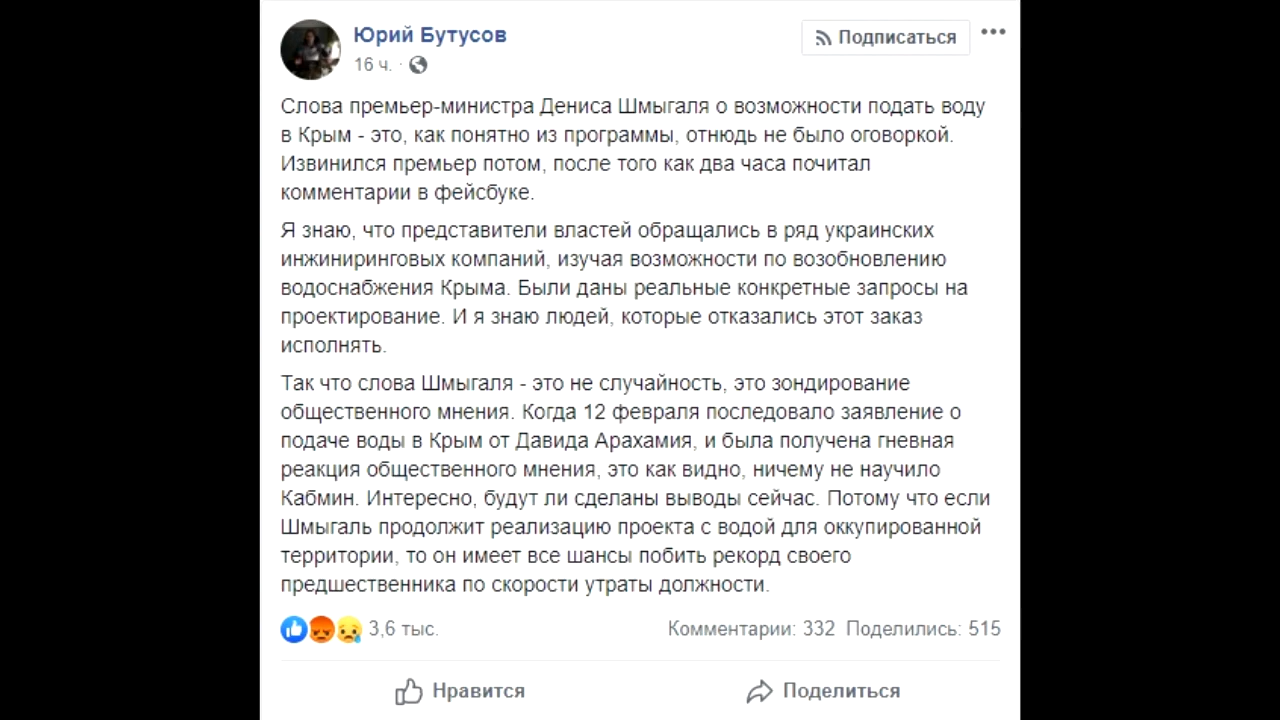 Юрий Бутусов
Подписаться
16 ч.
Слова премьер-министра Дениса Шмыгаля о возможности подать воду
в Крым - это, как понятно из программы, отнюдь не было оговоркой.
Извинился премьер потом, после того как два часа почитал
комментарии в фейсбуке.
Я знаю, что представители властей обращались в ряд украинских
инжиниринговых компаний, изучая возможности по возобновлению
водоснабжения Крыма. Были даны реальные конкретные запросы на
проектирование. И я знаю людей, которые отказались этот заказ
исполнять.
Так что слова Шмыгаля - это не случайность, это зондирование
общественного мнения. Когда 12 февраля последовало заявление о
подаче воды в Крым от Давида Арахамия, и была получена гневная
реакция общественного мнения, это как видно, ничему не научило
Кабмин. Интересно, будут ли сделаны выводы сейчас. Потому что если
Шмыгаль продолжит реализацию проекта с водой для оккупированной
территории, то он имеет все шансы побить рекорд своего
предшественника по скорости утраты должности.
3,6 тыс. Комментарии: 332 Поделились: 515
Нравится Поделиться